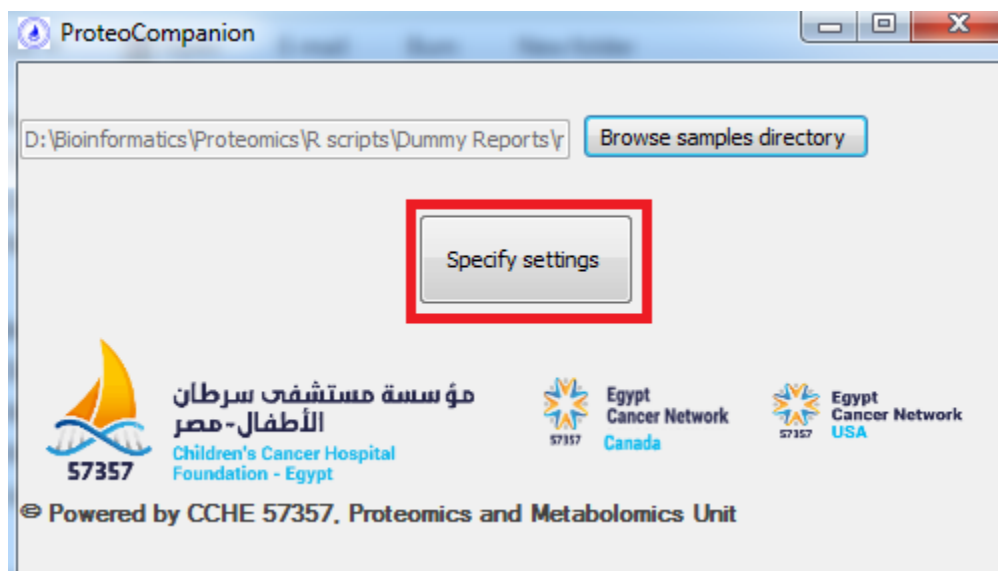 ProteoCompanion
D:\Bioinformatics\Proteomics\R scripts\Dummy Reports\r
Browse samples directory
Specify settings
مؤسسة مستشفى سرطان
الأطفال-مصر
Children's Cancer Hospital
Foundation - Egypt
57357
Egypt
Cancer Network
Canada
57357
Egypt
Cancer Network
USA
57357
© Powered by CCHE 57357, Proteomics and Metabolomics Unit